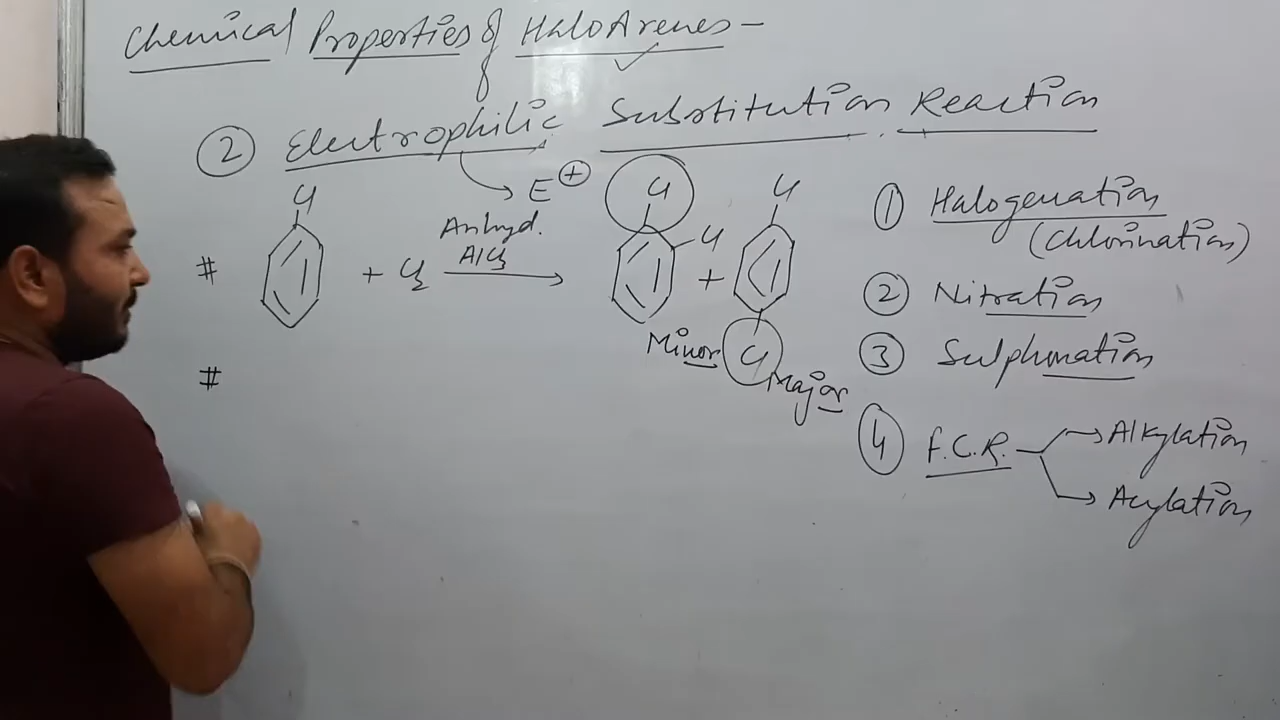 Chemical Properties of HaloArenes -
② Electrophilic Substitution Reaction
E⊕
Cl
# + Cl₂ Anhyd. AlCl₃
Cl
Cl
+
Cl
Minor
Cl
Major
① Halogenation
(Chlorination)
② Nitration
③ Sulphonation
④ F.C.R. → Alkylation
→ Acylation
#